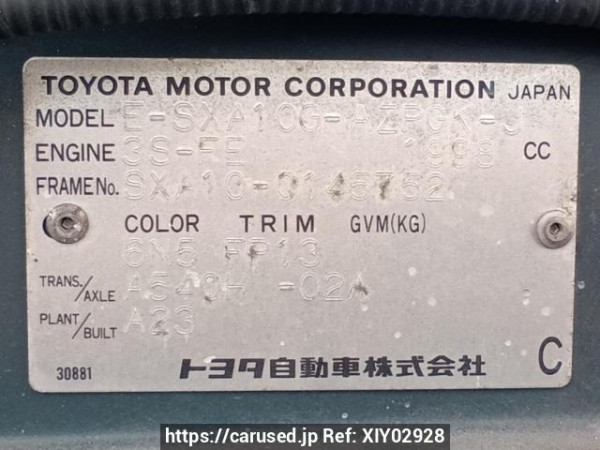 TOYOTA MOTOR CORPORATION JAPAN
MODEL E-SXA10G-AZPGK-J
ENGINE 3S-FE 1998 CC
FRAME No. SXA10-0145752
COLOR TRIM GVM(KG)
6N5 FP13
TRANS./AXLE A540H -02A
PLANT/BUILT A23
30881 トヨタ自動車株式会社 C
https://carused.jp Ref: XIY02928